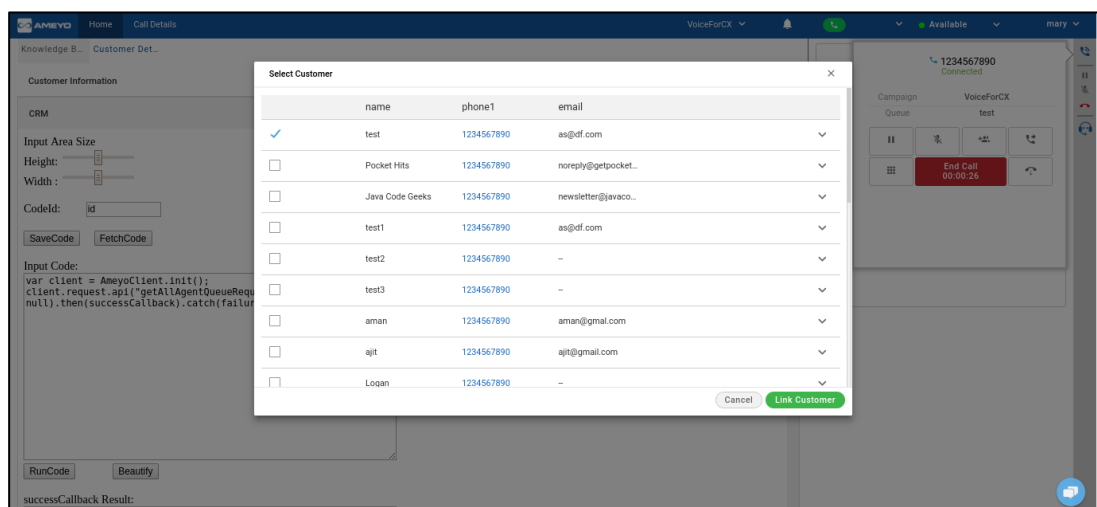 AMEYO Home Call Details VoiceForCX Available mary
Knowledge B... Customer Det...
Customer Information
CRM
Input Area Size
Height:
Width :
CodeId: id
SaveCode FetchCode
Input Code:
var client = AmeyoClient.init();
client.request.api("getAllAgentQueueRequ
null).then(successCallback).catch(failur
RunCode Beautify
successCallback Result:
Select Customer ×
name phone1 email
test 1234567890 as@df.com
Pocket Hits 1234567890 noreply@getpocket...
Java Code Geeks 1234567890 newsletter@javaco...
test1 1234567890 as@df.com
test2 1234567890 –
test3 1234567890 –
aman 1234567890 aman@gmal.com
ajit 1234567890 ajit@gmail.com
Logan 1234567890 –
Cancel Link Customer
1234567890
Connected
Campaign VoiceForCX
Queue test
End Call
00:00:26